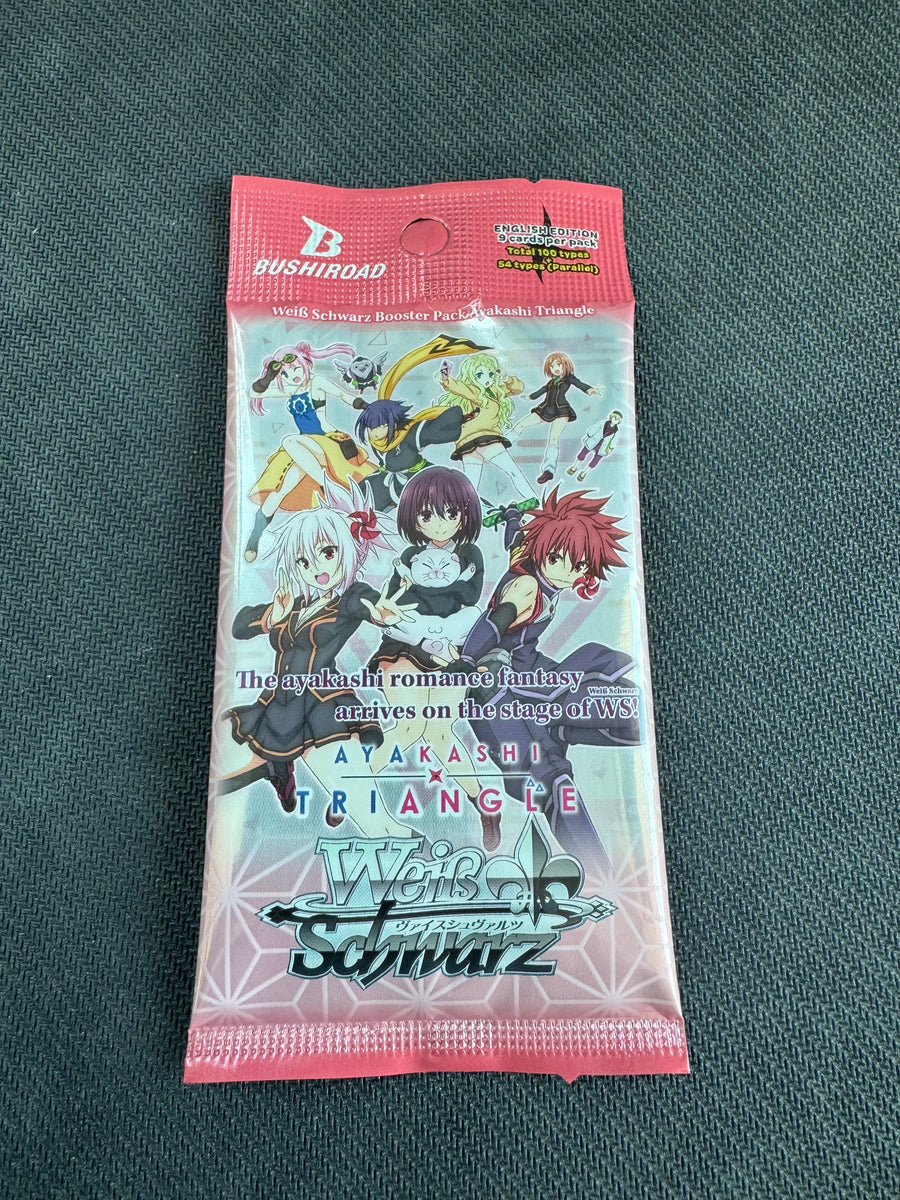 B
BUSHIROAD
ENGLISH EDITION
9 cards per pack
Total 100 types
+
54 types (Parallel)
Weiß Schwarz Booster Pack Ayakashi Triangle
The ayakashi romance fantasy
Weiß Schwarz
arrives on the stage of WS!
AYAKASHI
TRIANGLE
Weiß
ヴァイスシュヴァルツ
Schwarz